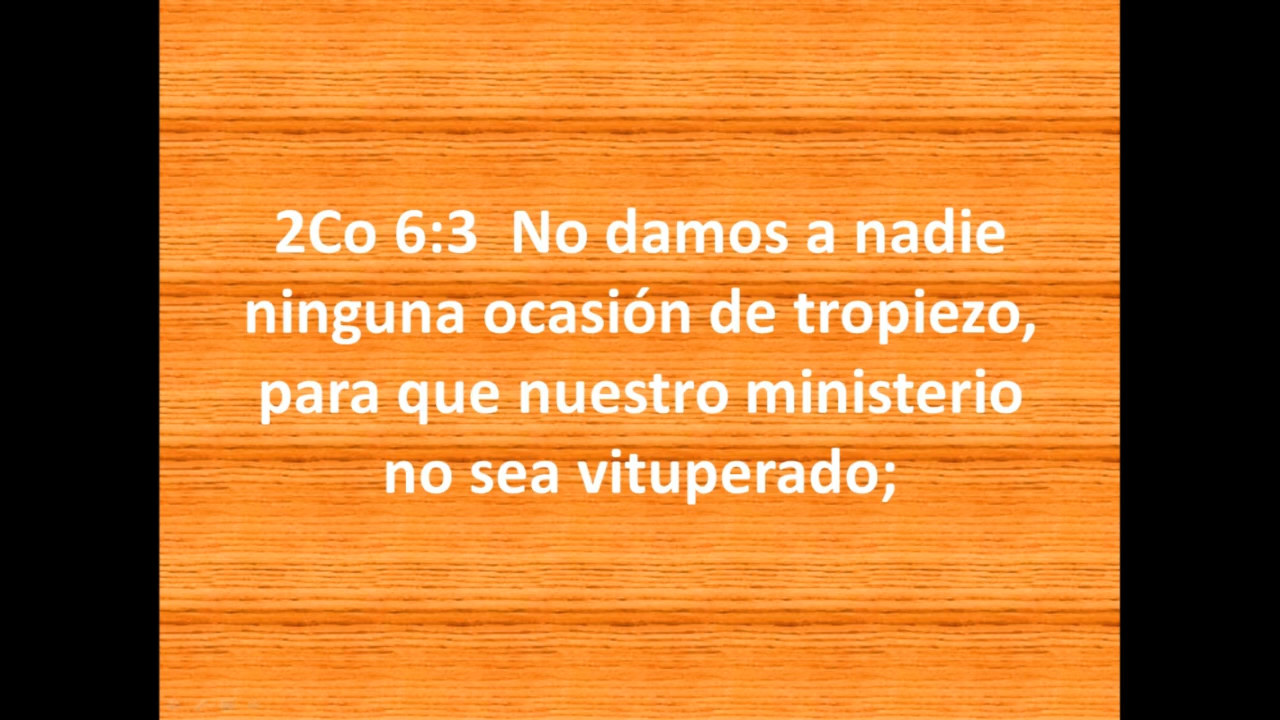 2Co 6:3  No damos a nadie
ninguna ocasión de tropiezo,
para que nuestro ministerio
no sea vituperado;